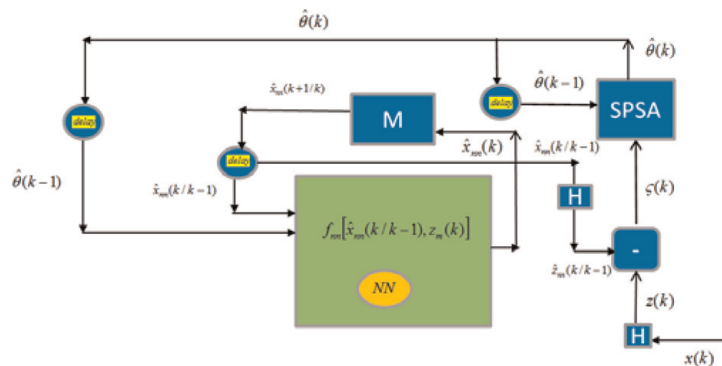 θ̂(k)
θ̂(k)
θ̂(k−1)
x̂ₙₙ(k+1/k)
delay
SPSA
delay
M
x̂ₙₙ(k)
x̂ₙₙ(k/k−1)
delay
θ̂(k−1)
x̂ₙₙ(k/k−1)
H
ς(k)
fₙₙ[x̂ₙₙ(k/k−1), zₘ(k)]
-
ẑₘ(k/k−1)
NN
z(k)
H
x(k)